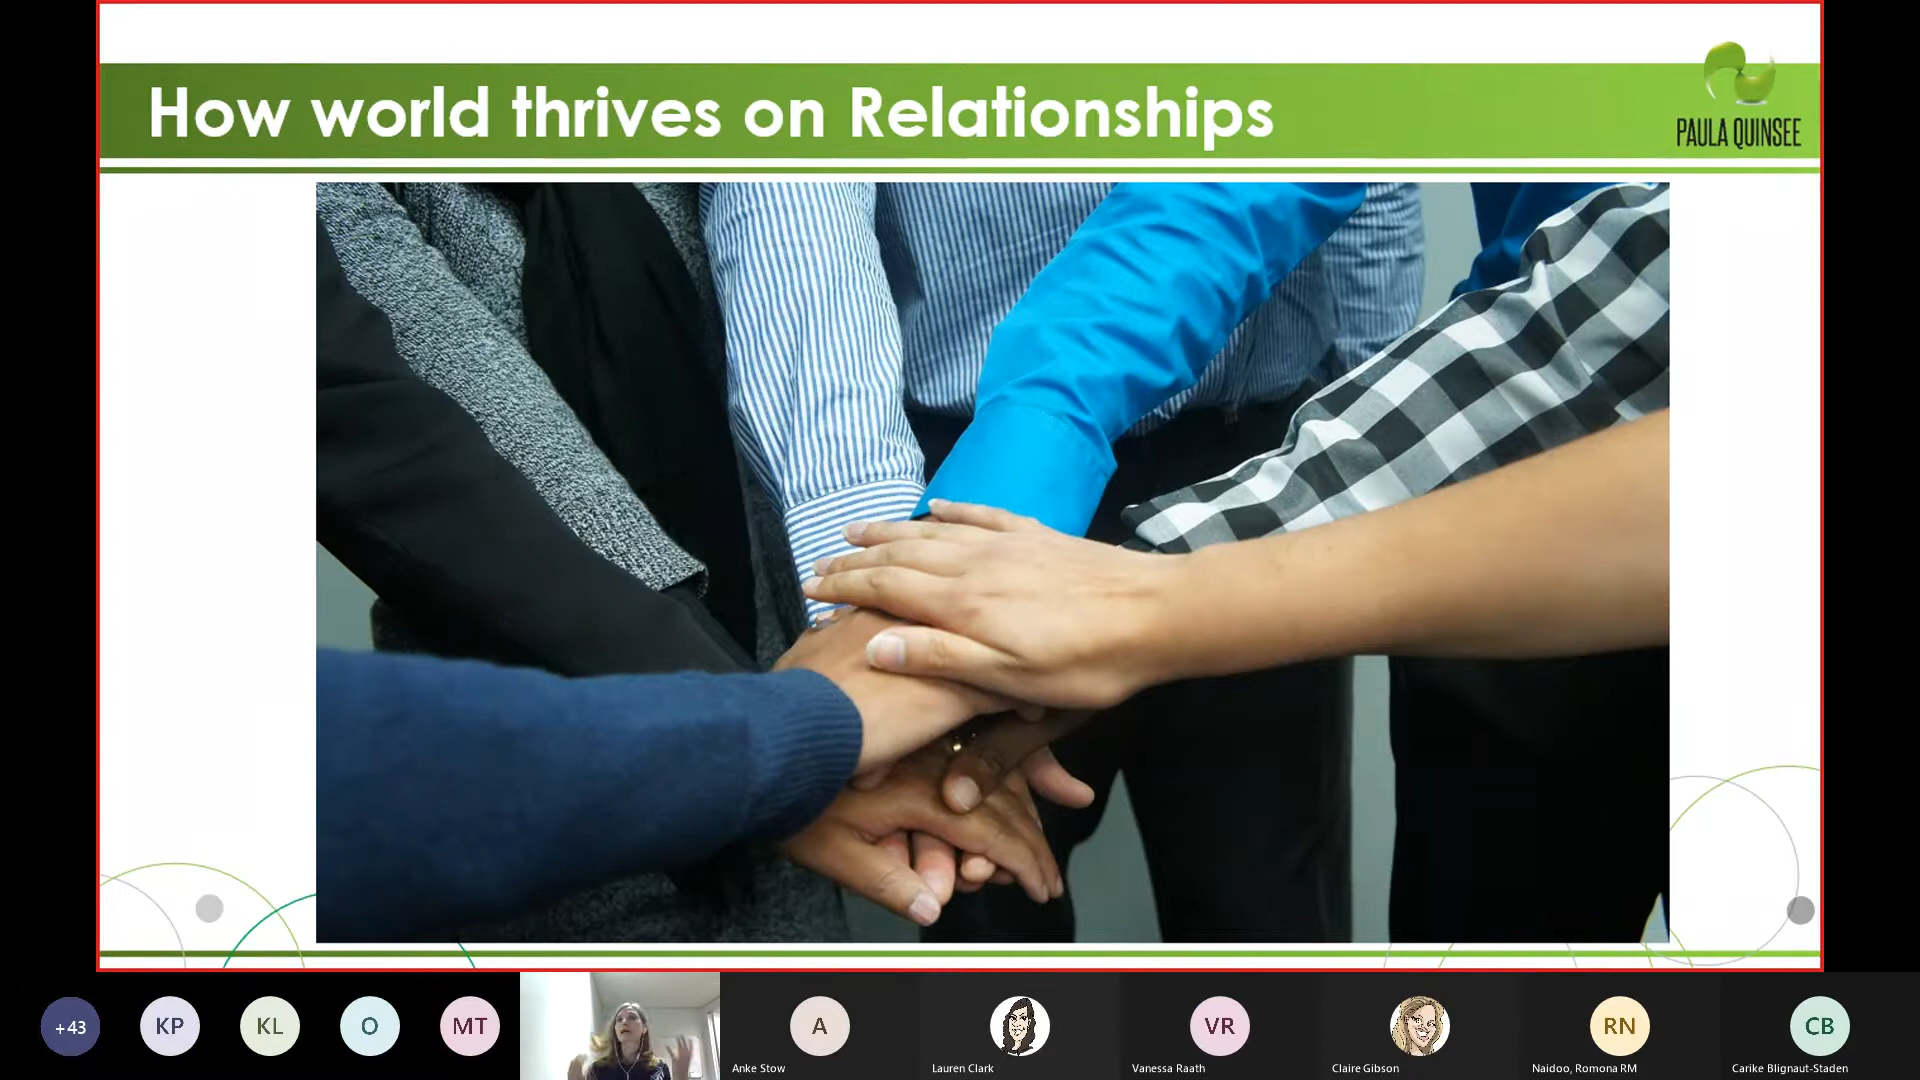 How world thrives on Relationships
PAULA QUINSEE
+43
KP
KL
O
MT
A
VR
RN
CB
Anke Stow
Lauren Clark
Vanessa Raath
Claire Gibson
Naidoo, Romona RM
Carike Blignaut-Staden